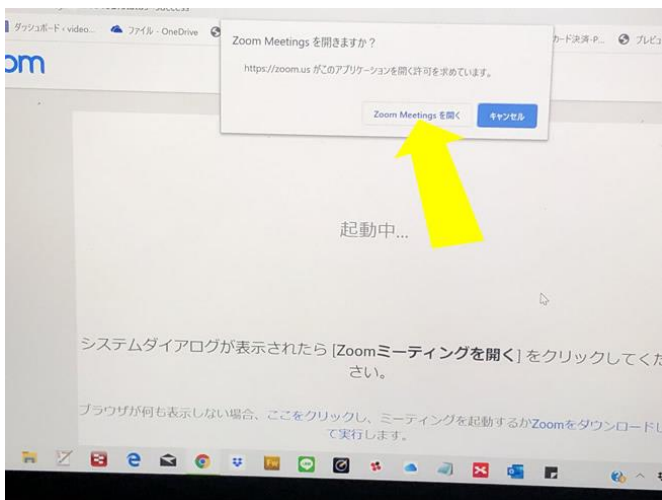 ダッシュボード - video...
ファイル - OneDrive
Zoom Meetings を開きますか?
https://zoom.us がこのアプリケーションを開く許可を求めています。
Zoom Meetings を開く
キャンセル
ード決済-P...
プレビュ
om
起動中...
システムダイアログが表示されたら [Zoomミーティングを開く] をクリックしてくだ
さい。
ブラウザが何も表示しない場合、ここをクリックし、ミーティングを起動するかZoomをダウンロードし
て実行します。